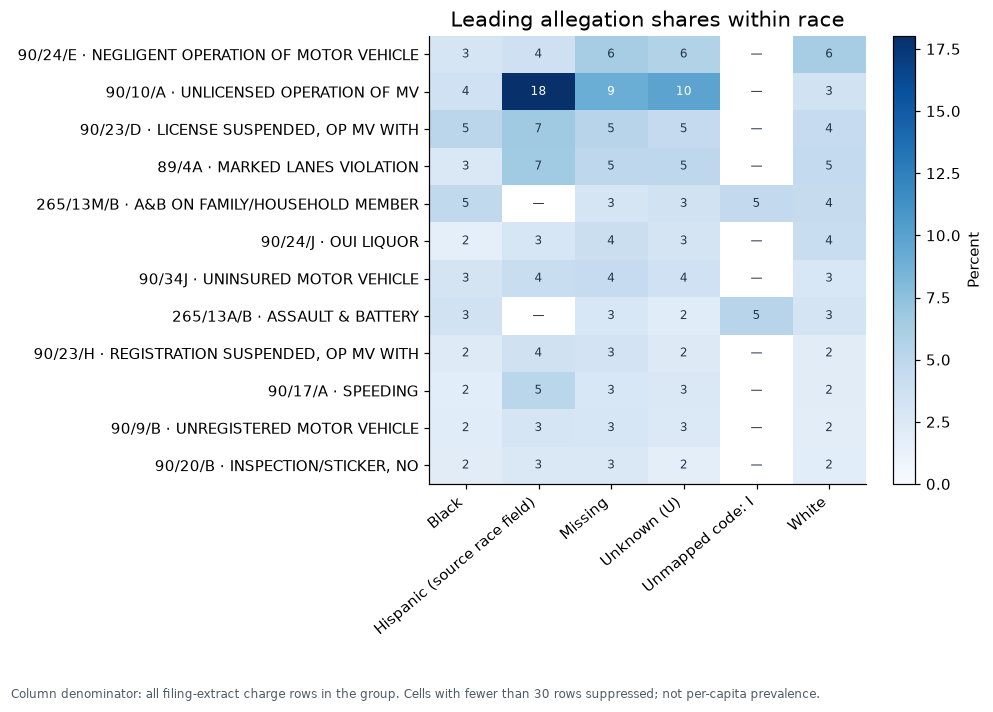 Leading allegation shares within race
90/24/E · NEGLIGENT OPERATION OF MOTOR VEHICLE 3 4 6 6 — 6
90/10/A · UNLICENSED OPERATION OF MV 4 18 9 10 — 3
90/23/D · LICENSE SUSPENDED, OP MV WITH 5 7 5 5 — 4
89/4A · MARKED LANES VIOLATION 3 7 5 5 — 5
265/13M/B · A&B ON FAMILY/HOUSEHOLD MEMBER 5 — 3 3 5 4
90/24/J · OUI LIQUOR 2 3 4 3 — 4
90/34J · UNINSURED MOTOR VEHICLE 3 4 4 4 — 3
265/13A/B · ASSAULT & BATTERY 3 — 3 2 5 3
90/23/H · REGISTRATION SUSPENDED, OP MV WITH 2 4 3 2 — 2
90/17/A · SPEEDING 2 5 3 3 — 2
90/9/B · UNREGISTERED MOTOR VEHICLE 2 3 3 3 — 2
90/20/B · INSPECTION/STICKER, NO 2 3 3 2 — 2
Black
Hispanic (source race field)
Missing
Unknown (U)
Unmapped code: I
White
17.5
15.0
12.5
10.0
7.5
5.0
2.5
0.0
Percent
Column denominator: all filing-extract charge rows in the group. Cells with fewer than 30 rows suppressed; not per-capita prevalence.